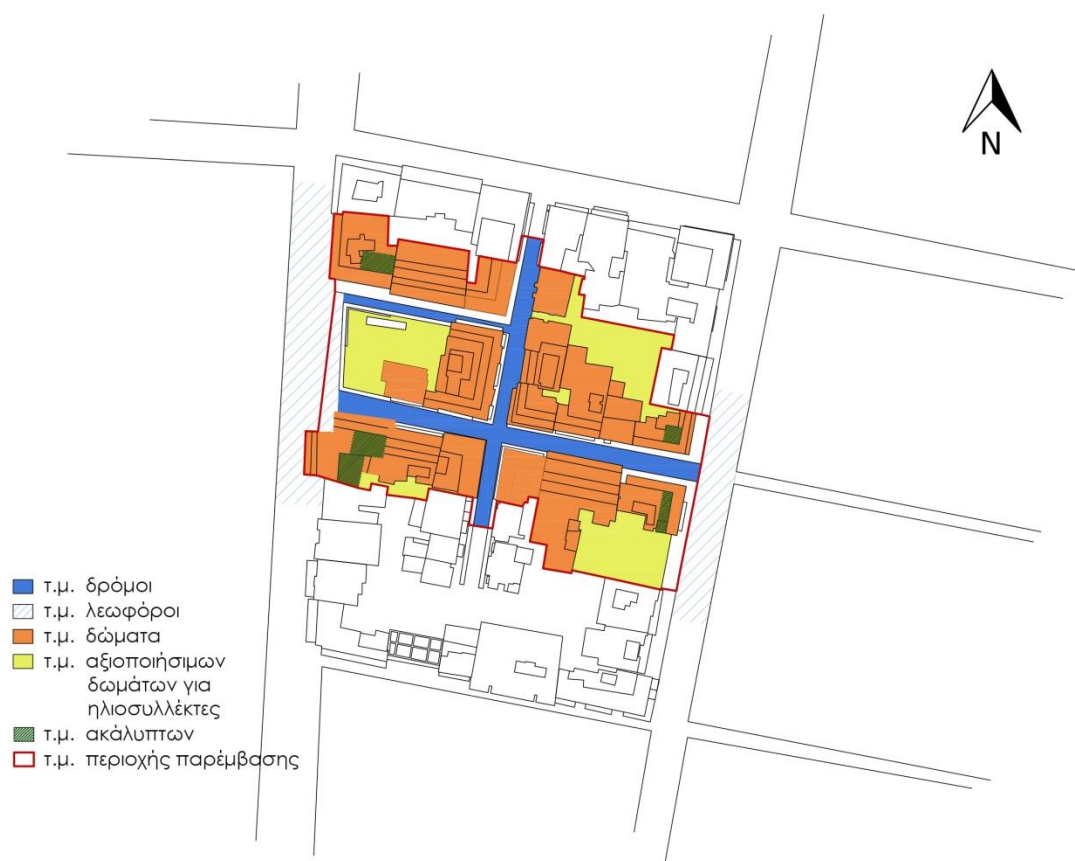 N
τ.μ. δρόμοι
τ.μ. λεωφόροι
τ.μ. δώματα
τ.μ. αξιοποιήσιμων
δωμάτων για
ηλιοσυλλέκτες
τ.μ. ακάλυπτων
τ.μ. περιοχής παρέμβασης